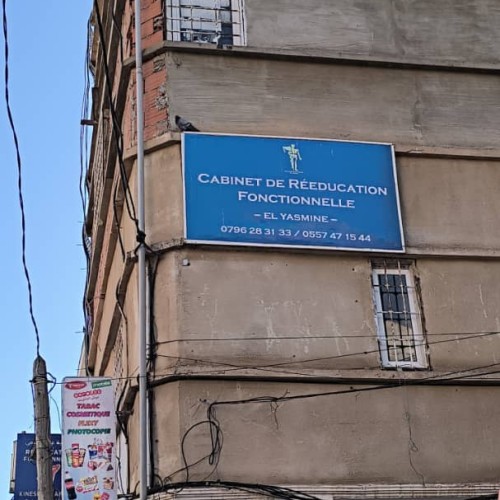 CABINET DE RÉEDUCATION
FONCTIONNELLE
– EL YASMINE –
0796 28 31 33 / 0557 47 15 44
TABAC
COSMETIQUE
FLEXY
PHOTOCOPIE